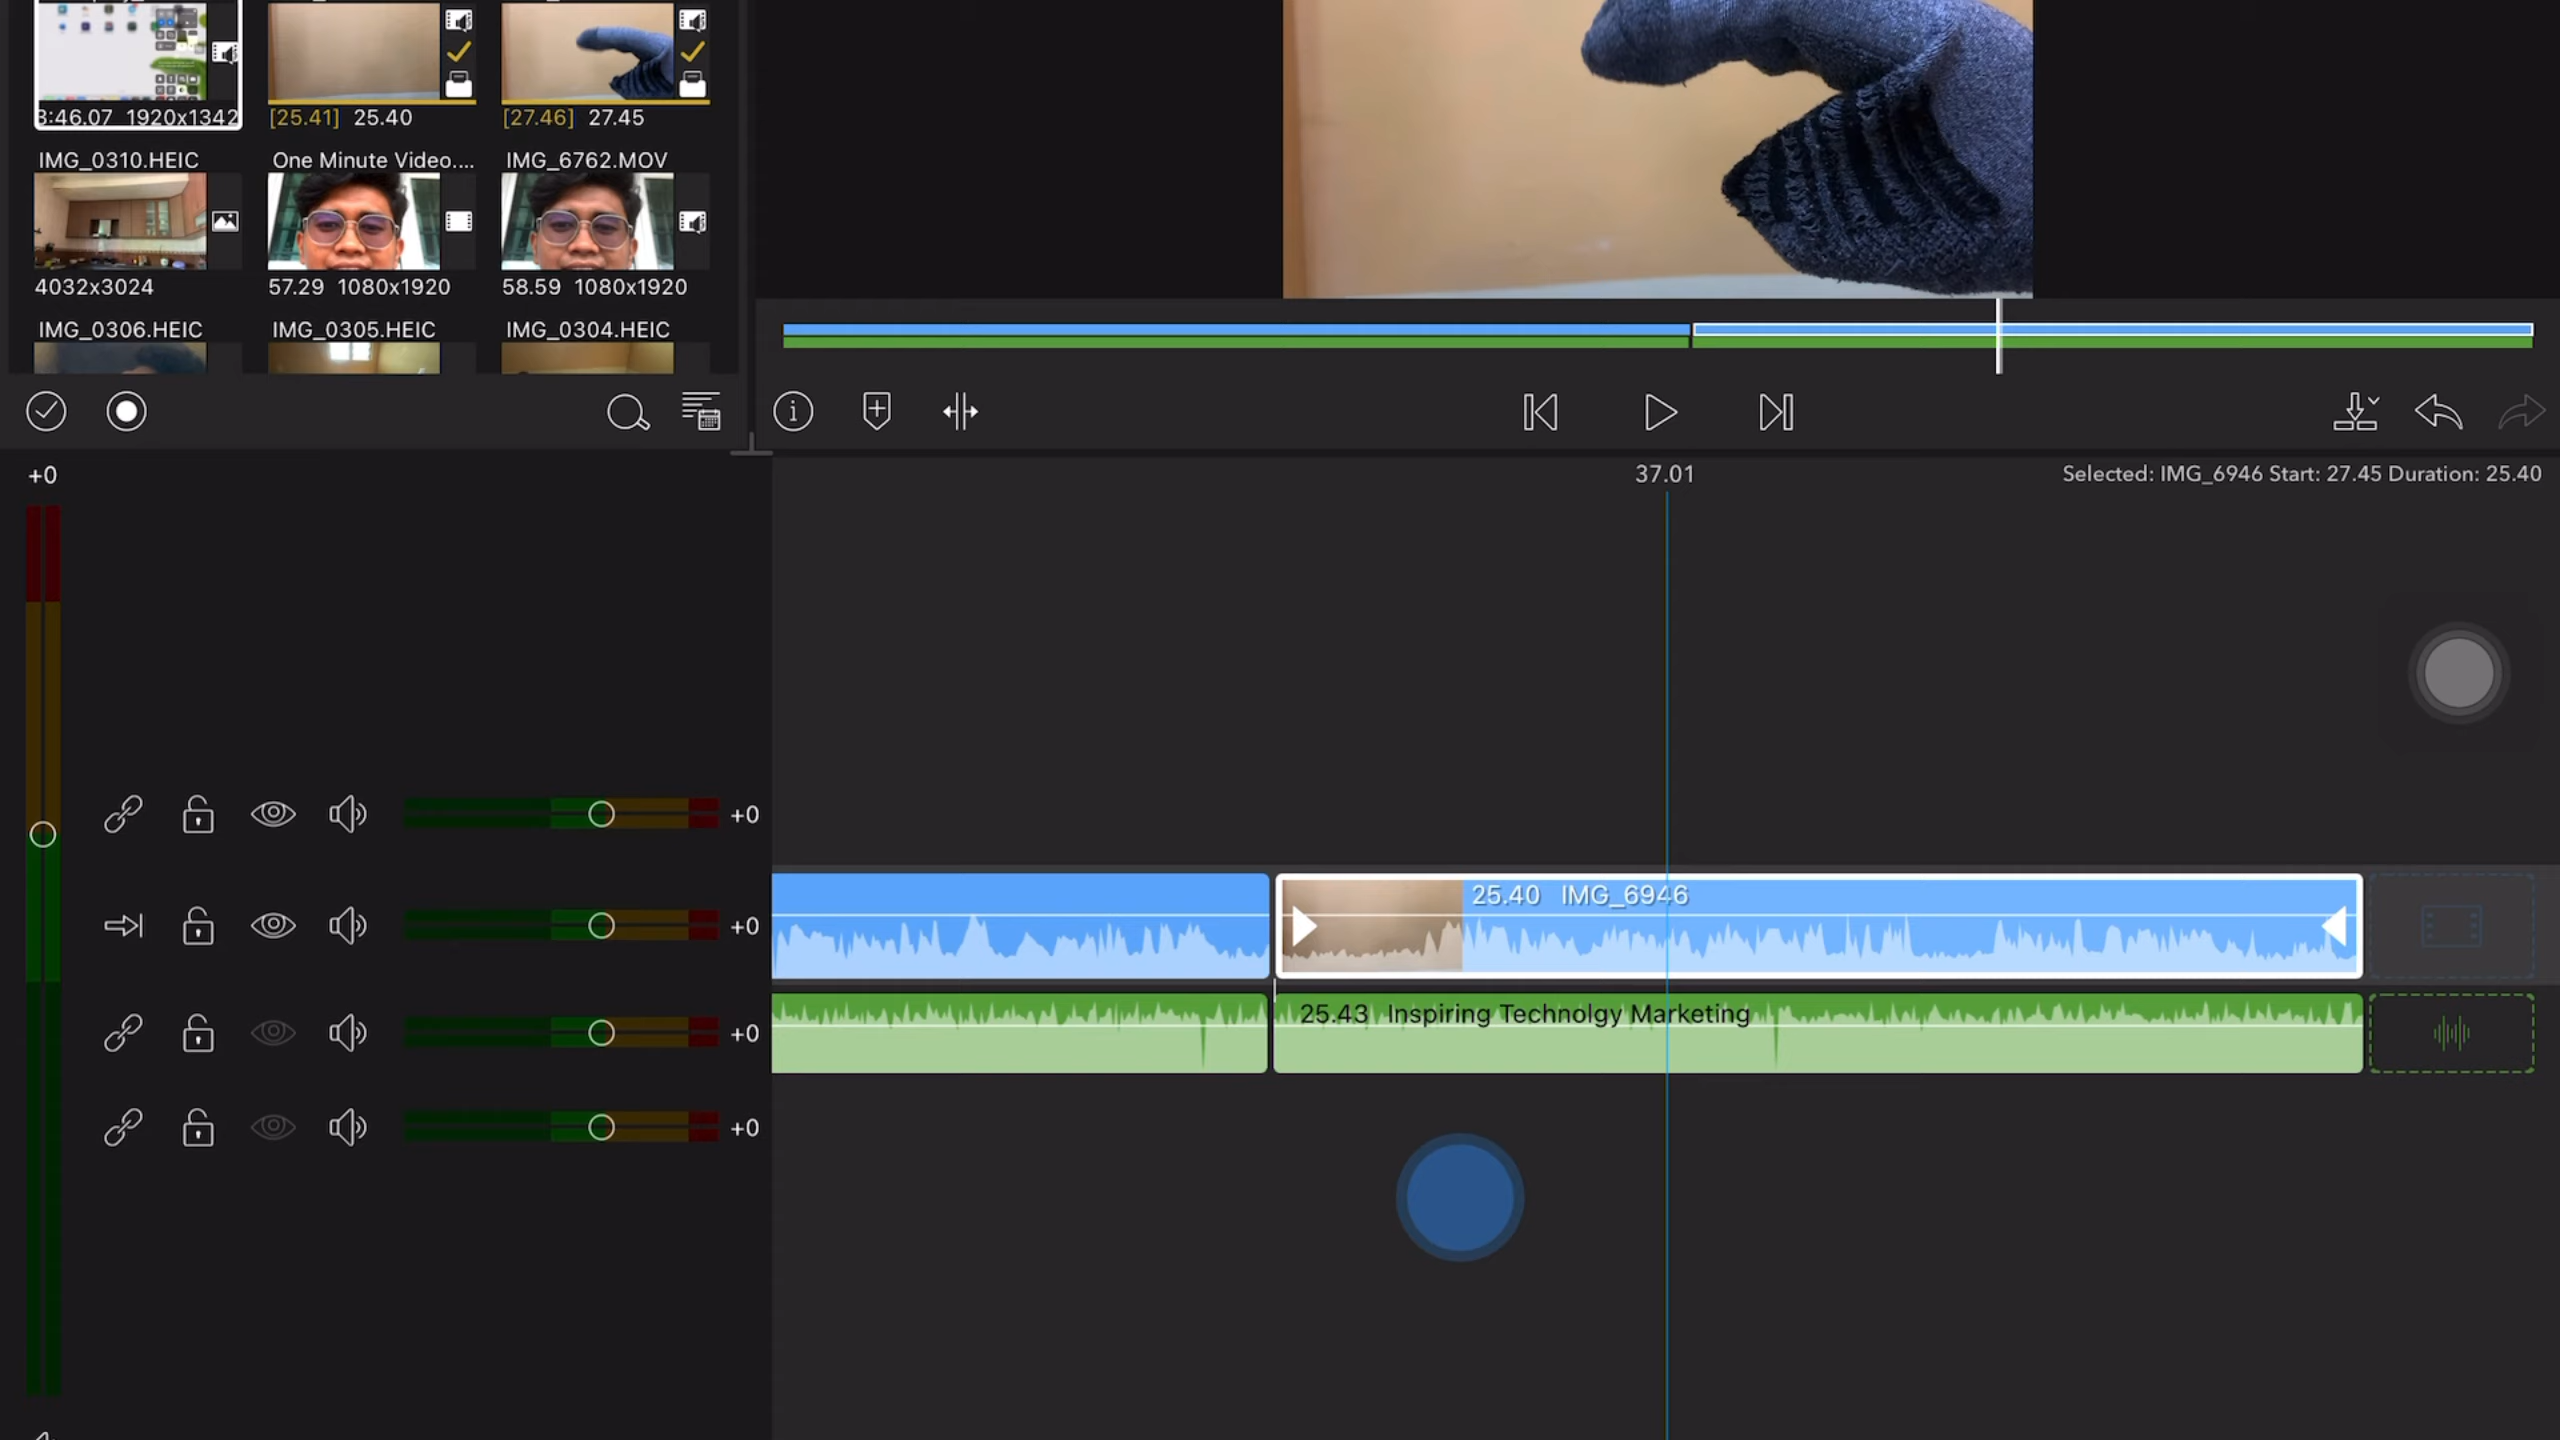 3:46.07 1920x1342
[25.41] 25.40
[27.46] 27.45
IMG_0310.HEIC
One Minute Video....
IMG_6762.MOV
4032x3024
57.29 1080x1920
58.59 1080x1920
IMG_0306.HEIC
IMG_0305.HEIC
IMG_0304.HEIC
+0
37.01
Selected: IMG_6946 Start: 27.45 Duration: 25.40
+0
25.40 IMG_6946
+0
25.43 Inspiring Technolgy Marketing
+0
+0